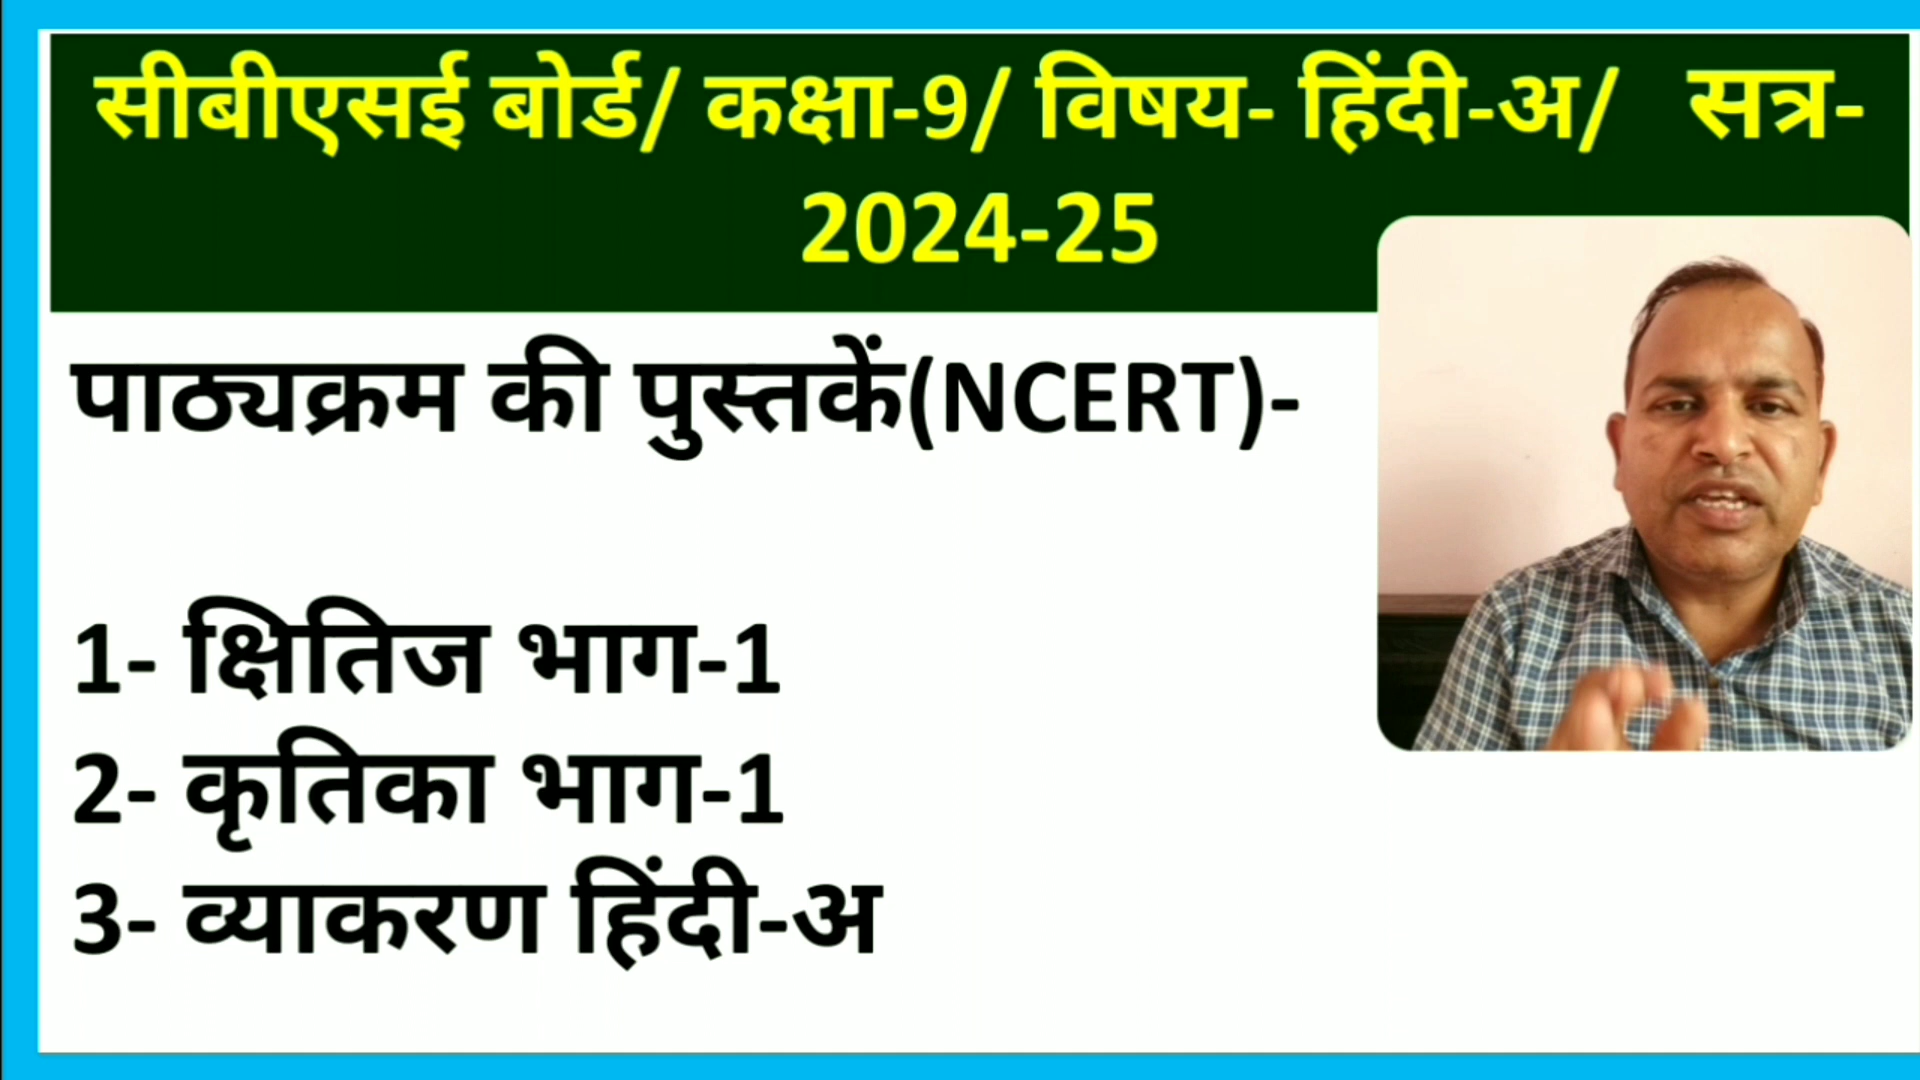 सीबीएसई बोर्ड/ कक्षा-9/ विषय- हिंदी-अ/ सत्र-
2024-25
पाठ्यक्रम की पुस्तकें(NCERT)-
1- क्षितिज भाग-1
2- कृतिका भाग-1
3- व्याकरण हिंदी-अ